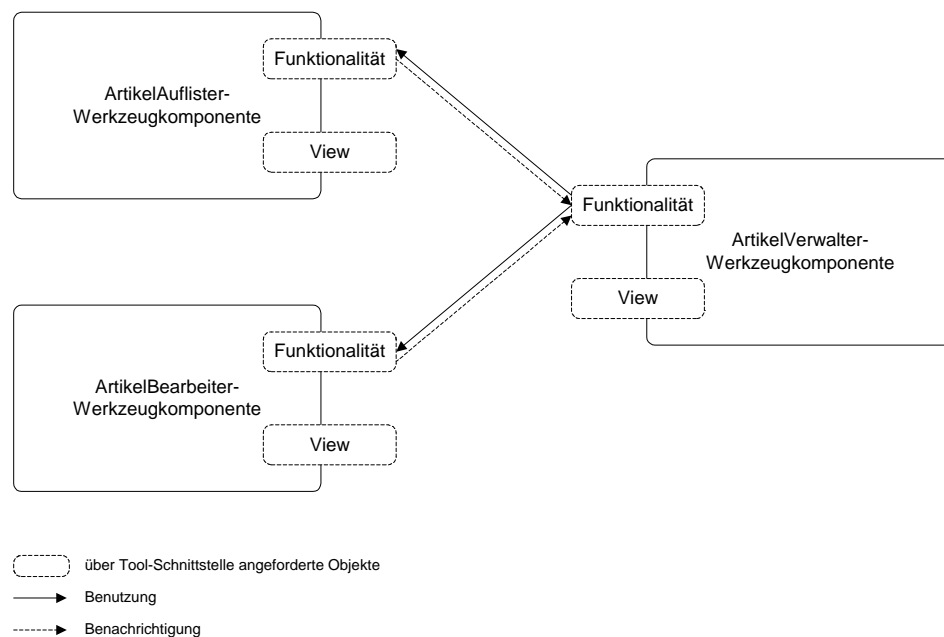 Funktionalität
ArtikelAuflister-
Werkzeugkomponente
View
Funktionalität
ArtikelVerwalter-
Werkzeugkomponente
View
Funktionalität
ArtikelBearbeiter-
Werkzeugkomponente
View
über Tool-Schnittstelle angeforderte Objekte
Benutzung
Benachrichtigung